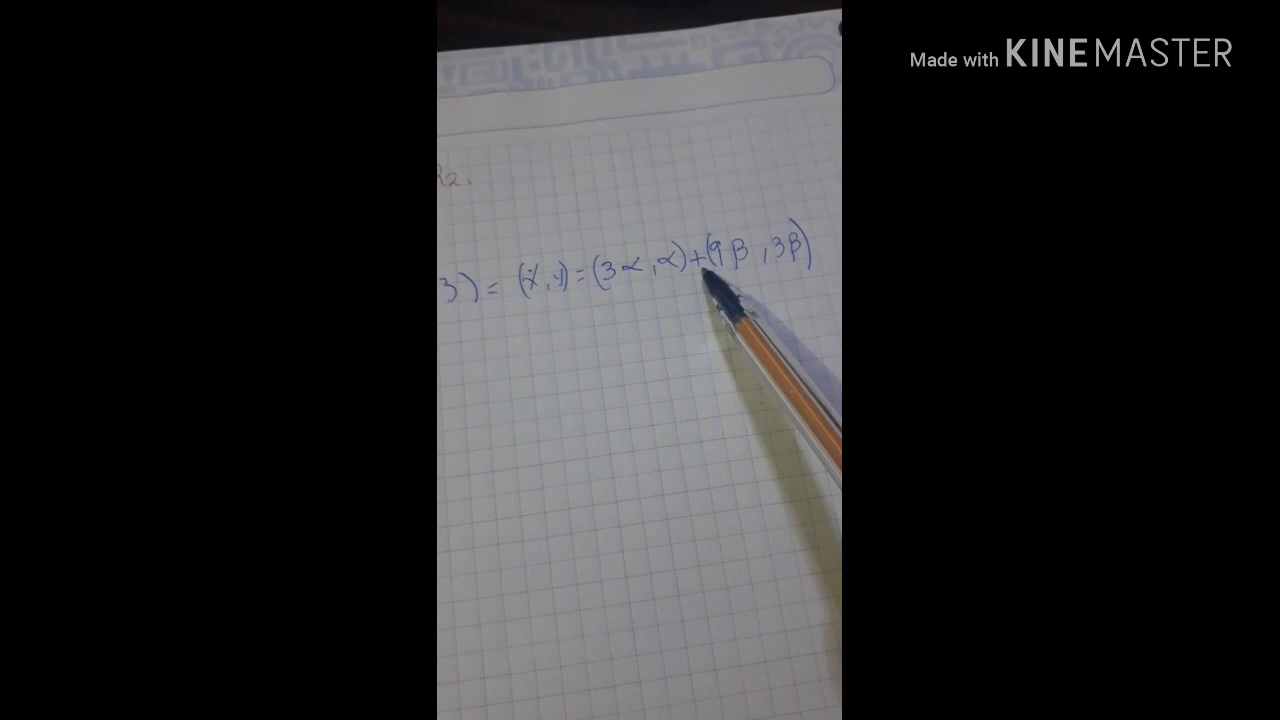 Made with KINEMASTER
R2.
3) = (x, y) = (3α, α) + (9β, 3β)